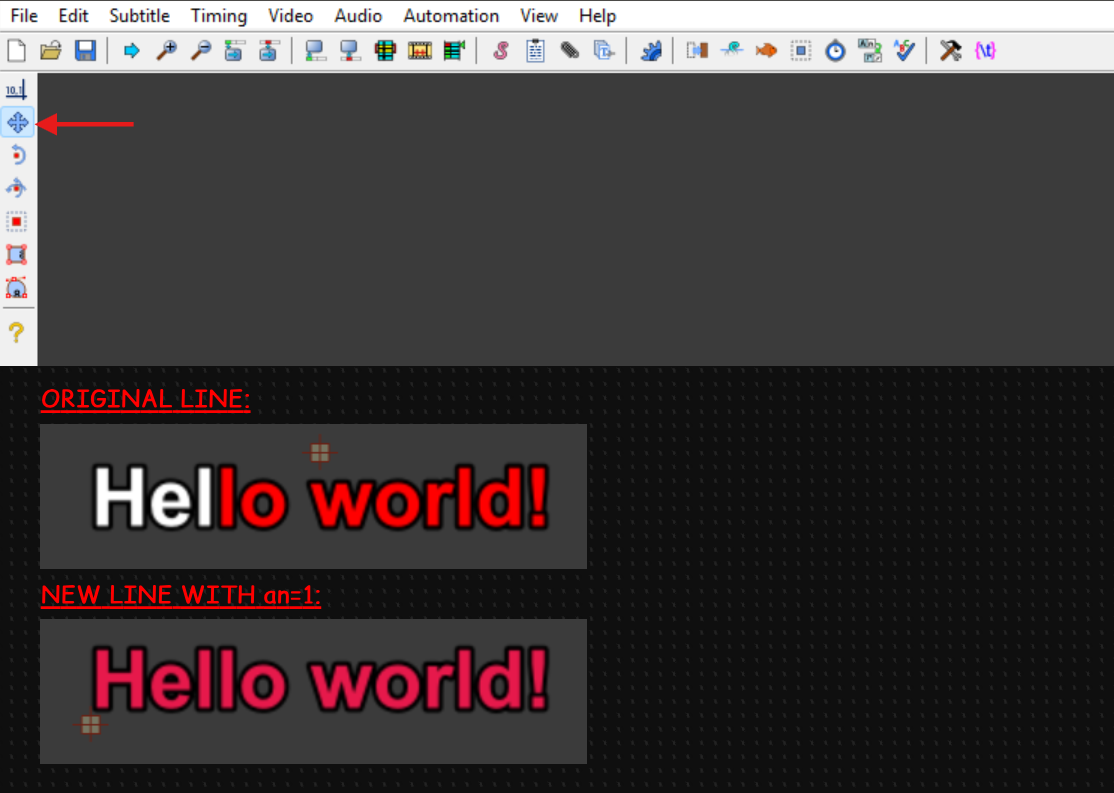 File Edit Subtitle Timing Video Audio Automation View Help
{\t}
10,1
ORIGINAL LINE:
Hello world!
NEW LINE WITH an=1:
Hello world!